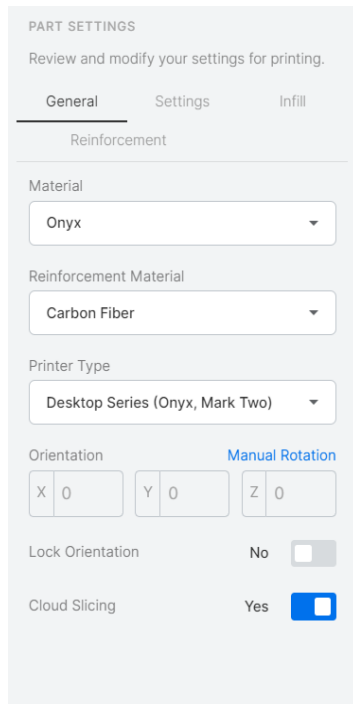 PART SETTINGS
Review and modify your settings for printing.
General Settings Infill
Reinforcement
Material
Onyx
Reinforcement Material
Carbon Fiber
Printer Type
Desktop Series (Onyx, Mark Two)
Orientation Manual Rotation
X 0 Y 0 Z 0
Lock Orientation No
Cloud Slicing Yes